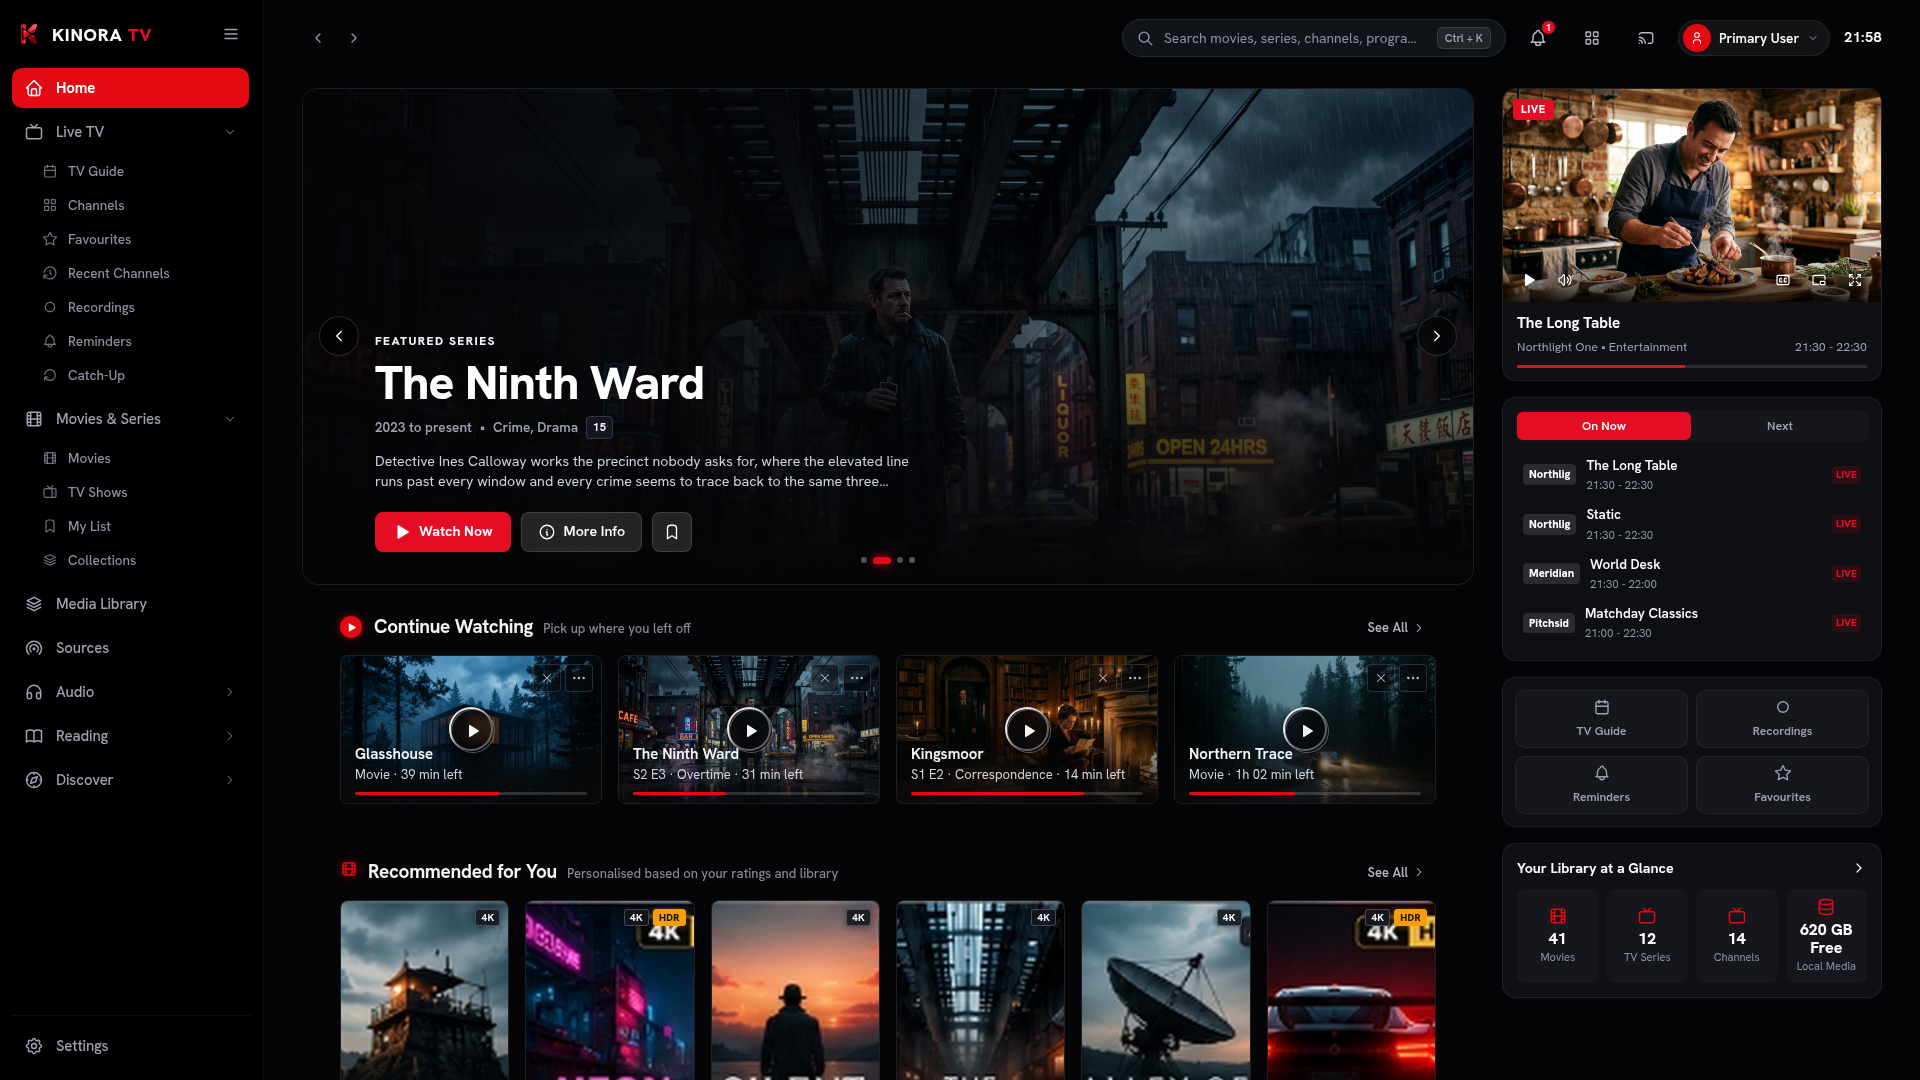 KINORA TV
Home
Live TV
TV Guide
Channels
Favourites
Recent Channels
Recordings
Reminders
Catch-Up
Movies & Series
Movies
TV Shows
My List
Collections
Media Library
Sources
Audio
Reading
Discover
Settings
Search movies, series, channels, progra...
Ctrl + K
1
Primary User
21:58
LIQUOR
OPEN 24HRS
FEATURED SERIES
The Ninth Ward
2023 to present • Crime, Drama 15
Detective Ines Calloway works the precinct nobody asks for, where the elevated line
runs past every window and every crime seems to trace back to the same three...
Watch Now
More Info
Continue Watching Pick up where you left off
See All
Glasshouse
Movie · 39 min left
CAFE
BAR
OPEN 24HRS
The Ninth Ward
S2 E3 · Overtime · 31 min left
Kingsmoor
S1 E2 · Correspondence · 14 min left
Northern Trace
Movie · 1h 02 min left
Recommended for You Personalised based on your ratings and library
See All
4K
4K HDR
4K
4K
4K
4K
4K
4K HDR
4K
LIVE
The Long Table
Northlight One • Entertainment
21:30 - 22:30
On Now
Next
Northlig
The Long Table
21:30 - 22:30
LIVE
Northlig
Static
21:30 - 22:30
LIVE
Meridian
World Desk
21:30 - 22:00
LIVE
Pitchsid
Matchday Classics
21:00 - 22:30
LIVE
TV Guide
Recordings
Reminders
Favourites
Your Library at a Glance
41
Movies
12
TV Series
14
Channels
620 GB
Free
Local Media